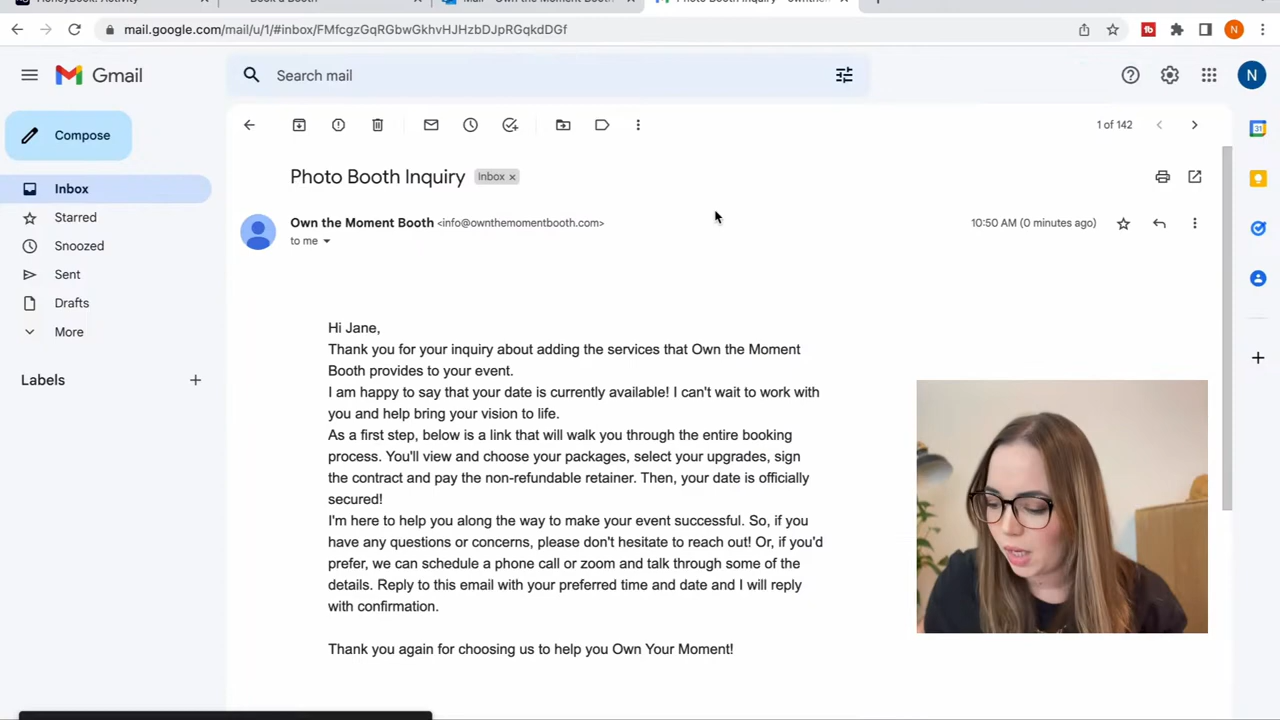 mail.google.com/mail/u/1/#inbox/FMfcgzGqRGbwGkhvHJHzbDJpRGqkdDGf
N
Gmail
Search mail
N
Compose
1 of 142
Inbox
Photo Booth Inquiry Inbox ×
31
Starred
Own the Moment Booth <info@ownthemomentbooth.com>
10:50 AM (0 minutes ago)
to me
Snoozed
Sent
Drafts
More
Labels
Hi Jane,
Thank you for your inquiry about adding the services that Own the Moment
Booth provides to your event.
I am happy to say that your date is currently available! I can't wait to work with
you and help bring your vision to life.
As a first step, below is a link that will walk you through the entire booking
process. You'll view and choose your packages, select your upgrades, sign
the contract and pay the non-refundable retainer. Then, your date is officially
secured!
I'm here to help you along the way to make your event successful. So, if you
have any questions or concerns, please don't hesitate to reach out! Or, if you'd
prefer, we can schedule a phone call or zoom and talk through some of the
details. Reply to this email with your preferred time and date and I will reply
with confirmation.
Thank you again for choosing us to help you Own Your Moment!